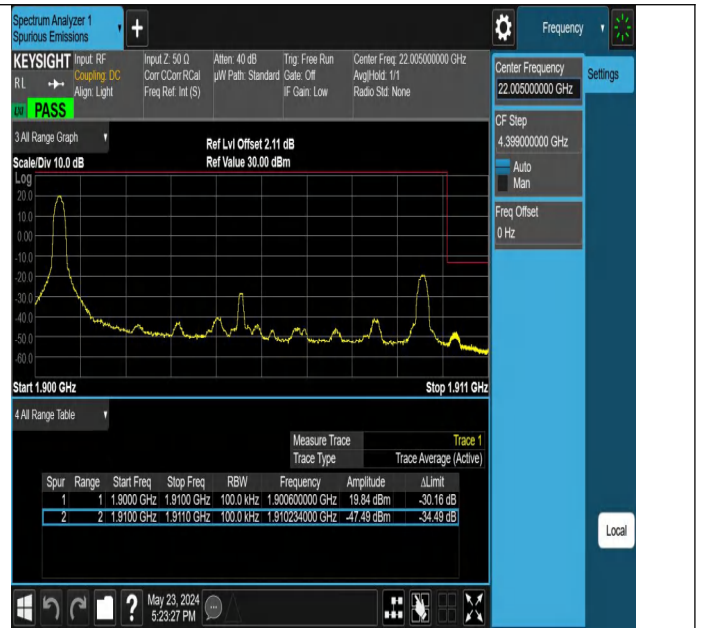 Spectrum Analyzer 1
Spurious Emissions
Frequency
KEYSIGHT
RL
LXI
PASS
Input: RF
Coupling: DC
Align: Light
Input Z: 50 Ω
Corr CCorr RCal
Freq Ref: Int (S)
Atten: 40 dB
µW Path: Standard
Trig: Free Run
Gate: Off
IF Gain: Low
Center Freq: 22.005000000 GHz
Avg|Hold: 1/1
Radio Std: None
Center Frequency
22.005000000 GHz
Settings
CF Step
4.399000000 GHz
Auto
Man
Freq Offset
0 Hz
3 All Range Graph
Scale/Div 10.0 dB
Ref Lvl Offset 2.11 dB
Ref Value 30.00 dBm
Log
20.0
10.0
0.00
-10.0
-20.0
-30.0
-40.0
-50.0
-60.0
Start 1.900 GHz
Stop 1.911 GHz
4 All Range Table
Measure Trace Trace 1
Trace Type Trace Average (Active)
Spur Range Start Freq Stop Freq RBW Frequency Amplitude ΔLimit
1 1 1.9000 GHz 1.9100 GHz 100.0 kHz 1.900600000 GHz 19.84 dBm -30.16 dB
2 2 1.9100 GHz 1.9110 GHz 100.0 kHz 1.910234000 GHz -47.49 dBm -34.49 dB
Local
May 23, 2024
5:23:27 PM